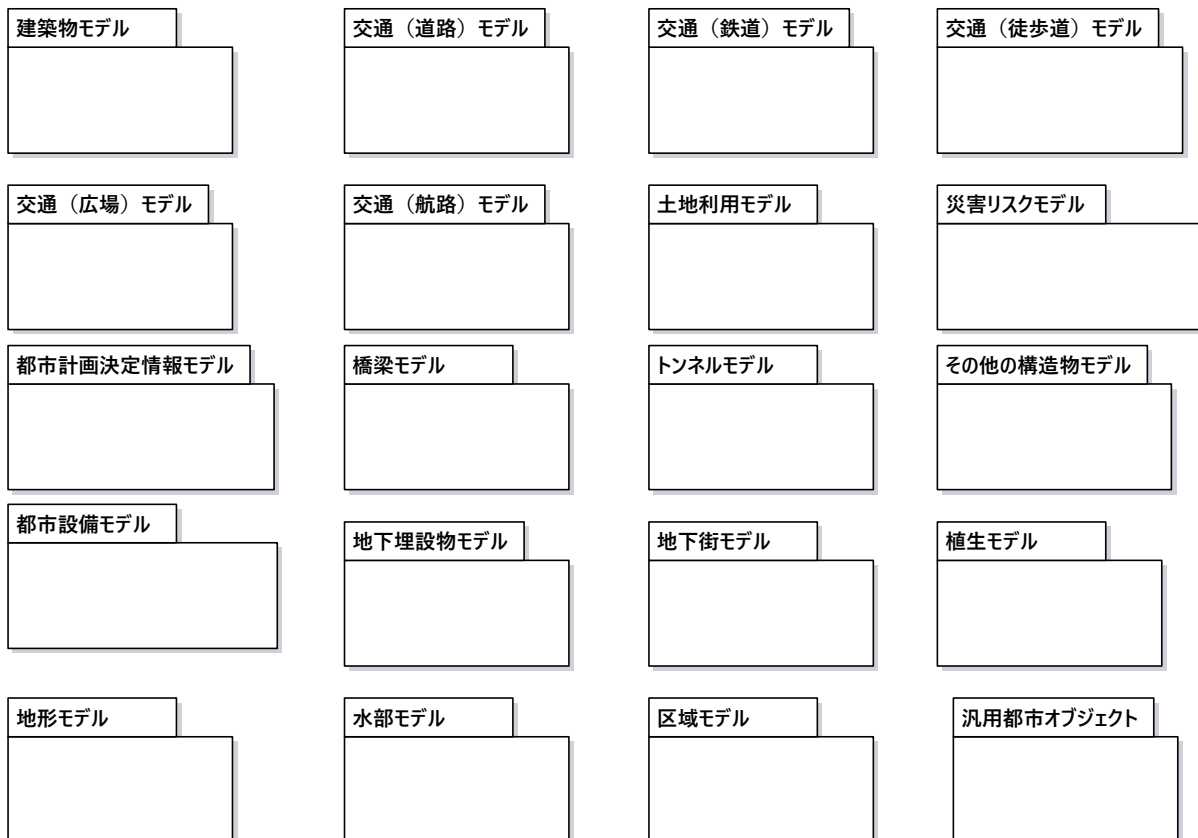 建築物モデル
交通（道路）モデル
交通（鉄道）モデル
交通（徒歩道）モデル
交通（広場）モデル
交通（航路）モデル
土地利用モデル
災害リスクモデル
都市計画決定情報モデル
橋梁モデル
トンネルモデル
その他の構造物モデル
都市設備モデル
地下埋設物モデル
地下街モデル
植生モデル
地形モデル
水部モデル
区域モデル
汎用都市オブジェクト